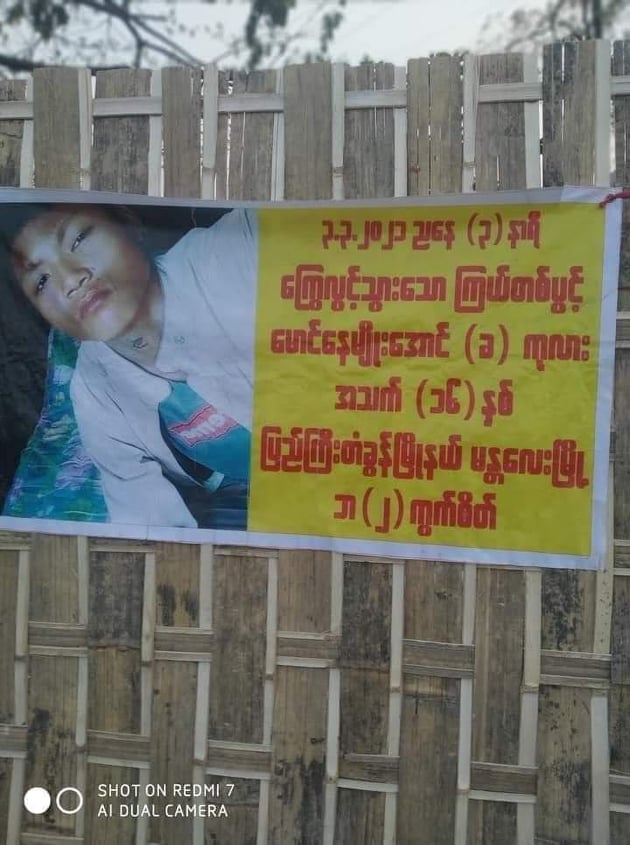 ၃.၃.၂၀၂၁ ညနေ (၃) နာရီ
ကြွေလွင့်သွားသော ကြယ်တစ်ပွင့်
မောင်နေမျိုးအောင် (ခ) ကုလား
အသက် (၁၆) နှစ်
ပြည်ကြီးတံခွန်မြို့နယ် မန္တလေးမြို့
ဘ (၂) ကွက်စိတ်
SHOT ON REDMI 7
AI DUAL CAMERA